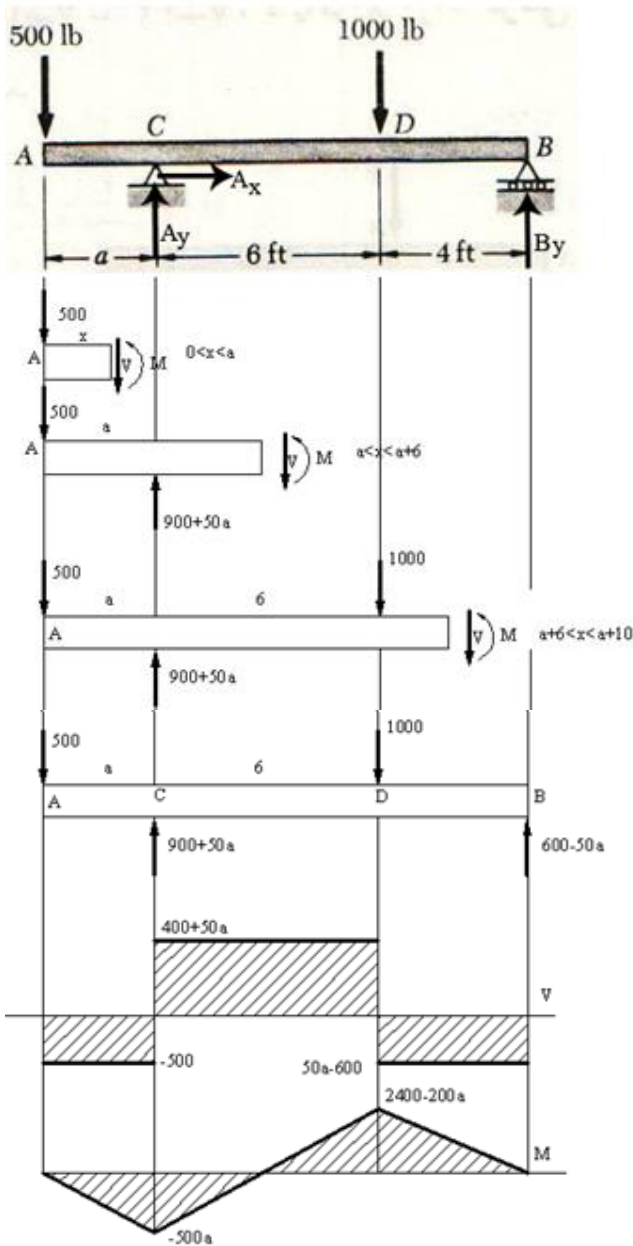 500 lb
1000 lb
C
D
A
B
Ax
Ay
By
a
6 ft
4 ft
500
x
A
V
M
0<x<a
500
a
A
V
M
a<x<a+6
900+50a
500
1000
a
6
A
V
M
a+6<x<a+10
900+50a
500
1000
a
6
A
C
D
B
900+50a
600-50a
400+50a
V
-500
50a-600
2400-200a
M
-500a